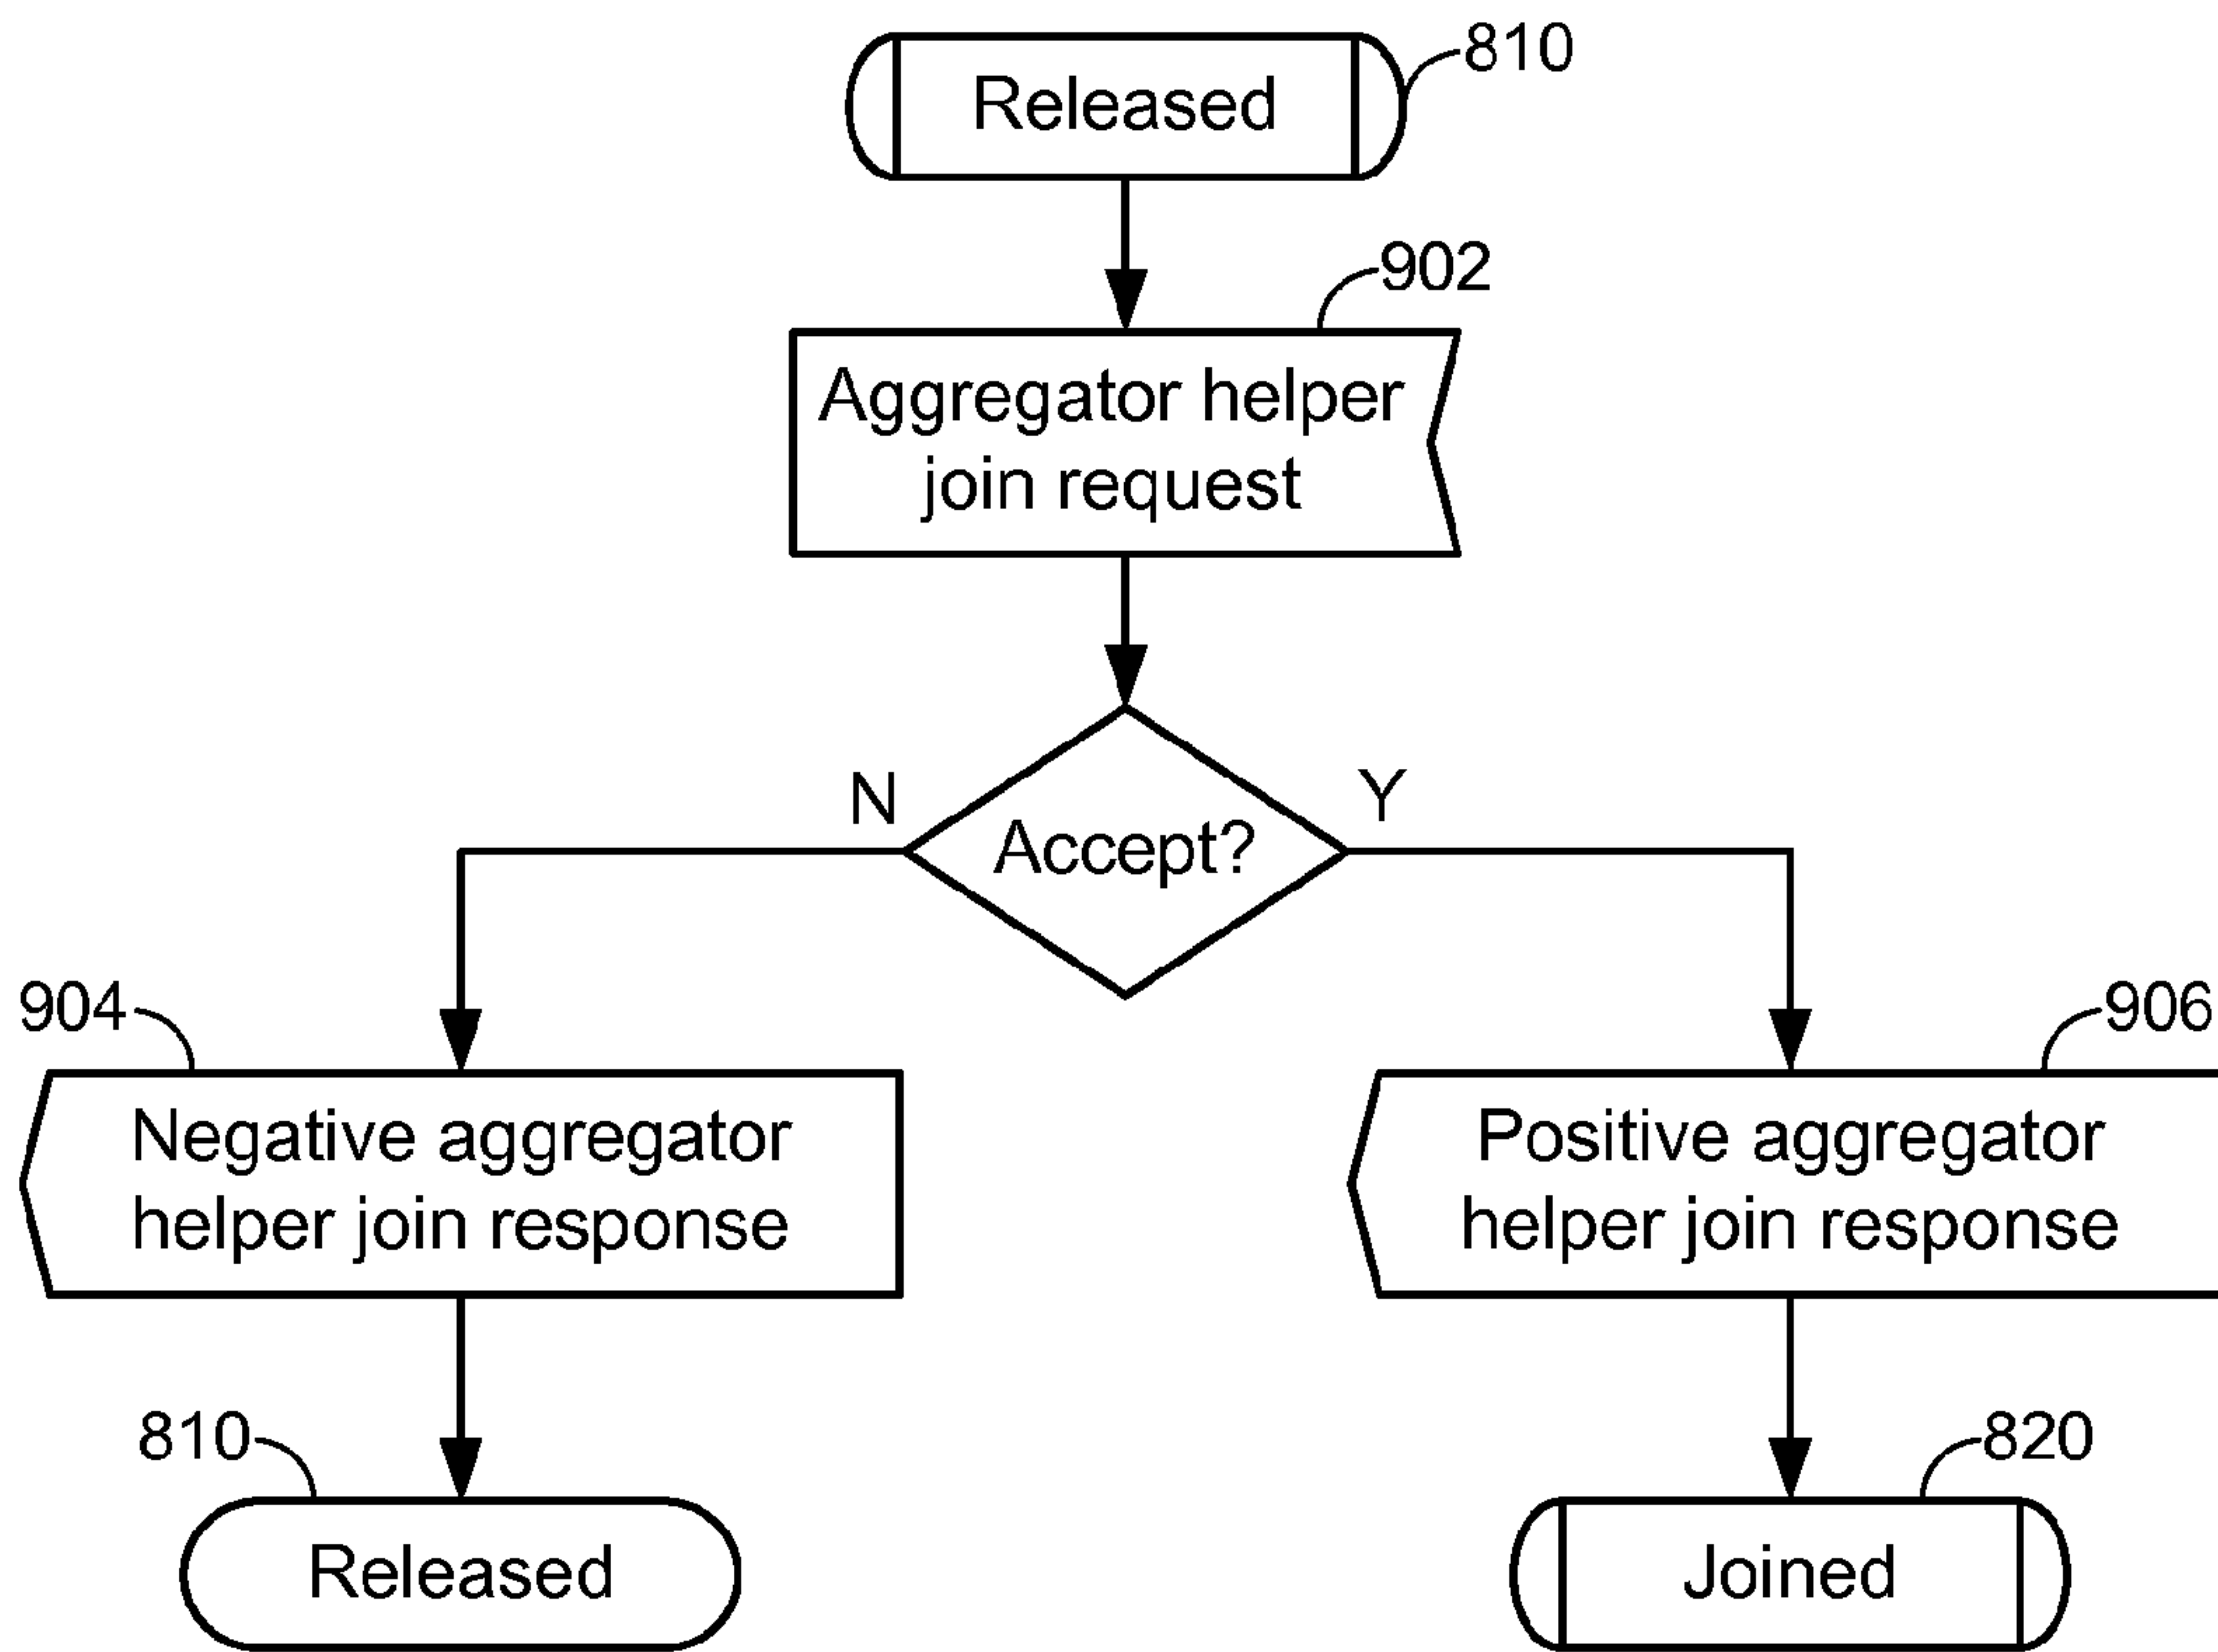 810
Released
902
Aggregator helper
join request
N
Y
Accept?
904
906
Negative aggregator
helper join response
Positive aggregator
helper join response
810
820
Released
Joined